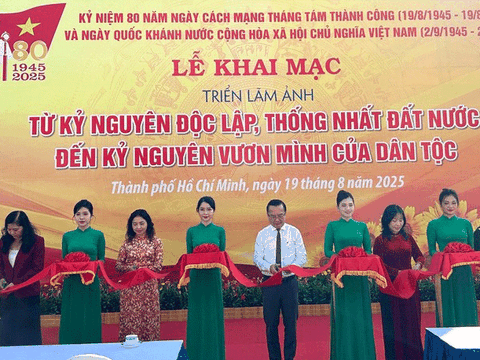 80
1945
2025
KỶ NIỆM 80 NĂM NGÀY CÁCH MẠNG THÁNG TÁM THÀNH CÔNG (19/8/1945 - 19/8
VÀ NGÀY QUỐC KHÁNH NƯỚC CỘNG HÒA XÃ HỘI CHỦ NGHĨA VIỆT NAM (2/9/1945 - 2
LỄ KHAI MẠC
TRIỂN LÃM ẢNH
TỪ KỶ NGUYÊN ĐỘC LẬP, THỐNG NHẤT ĐẤT NƯỚC
ĐẾN KỶ NGUYÊN VƯƠN MÌNH CỦA DÂN TỘC
Thành phố Hồ Chí Minh, ngày 19 tháng 8 năm 2025